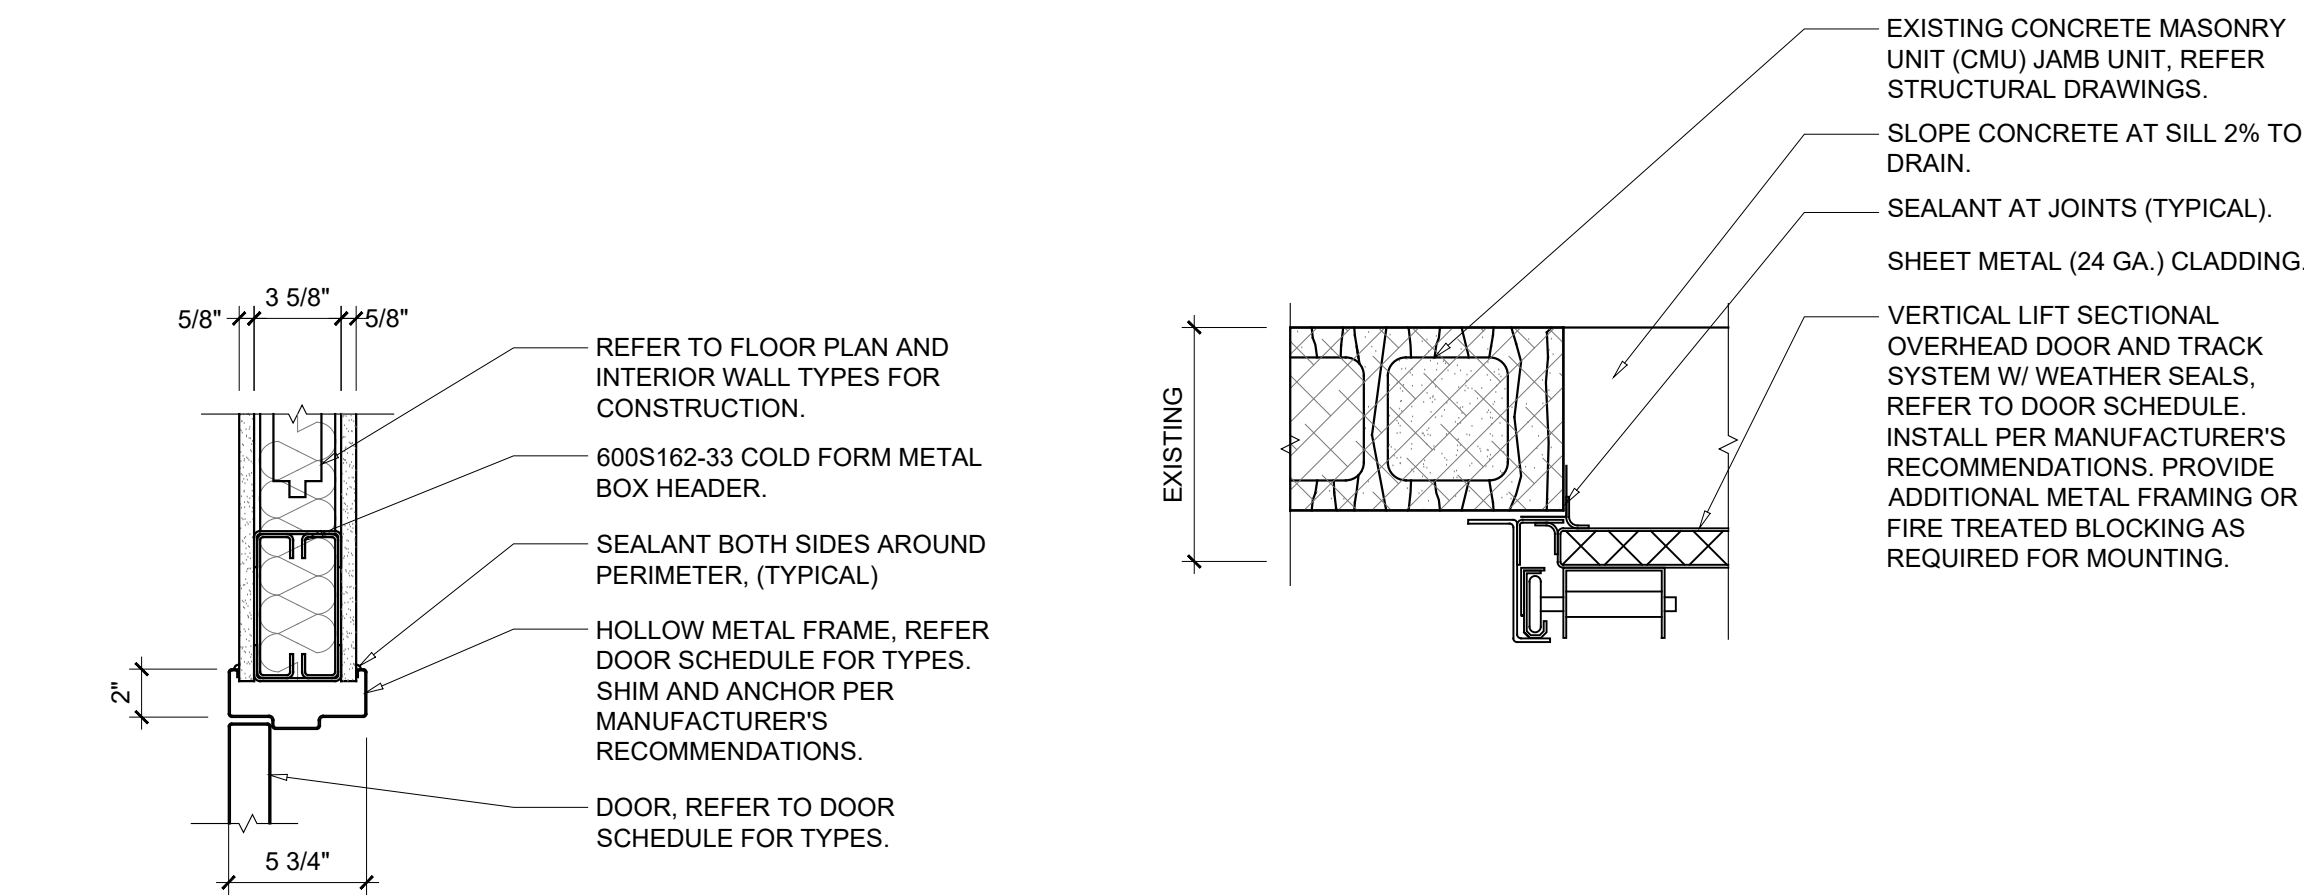 3 5/8"
5/8"
5/8"
REFER TO FLOOR PLAN AND
INTERIOR WALL TYPES FOR
CONSTRUCTION.
600S162-33 COLD FORM METAL
BOX HEADER.
SEALANT BOTH SIDES AROUND
PERIMETER, (TYPICAL)
HOLLOW METAL FRAME, REFER
DOOR SCHEDULE FOR TYPES.
SHIM AND ANCHOR PER
MANUFACTURER'S
RECOMMENDATIONS.
DOOR, REFER TO DOOR
SCHEDULE FOR TYPES.
2"
5 3/4"
EXISTING CONCRETE MASONRY
UNIT (CMU) JAMB UNIT, REFER
STRUCTURAL DRAWINGS.
SLOPE CONCRETE AT SILL 2% TO
DRAIN.
SEALANT AT JOINTS (TYPICAL).
SHEET METAL (24 GA.) CLADDING.
VERTICAL LIFT SECTIONAL
OVERHEAD DOOR AND TRACK
SYSTEM W/ WEATHER SEALS,
REFER TO DOOR SCHEDULE.
INSTALL PER MANUFACTURER'S
RECOMMENDATIONS. PROVIDE
ADDITIONAL METAL FRAMING OR
FIRE TREATED BLOCKING AS
REQUIRED FOR MOUNTING.
EXISTING